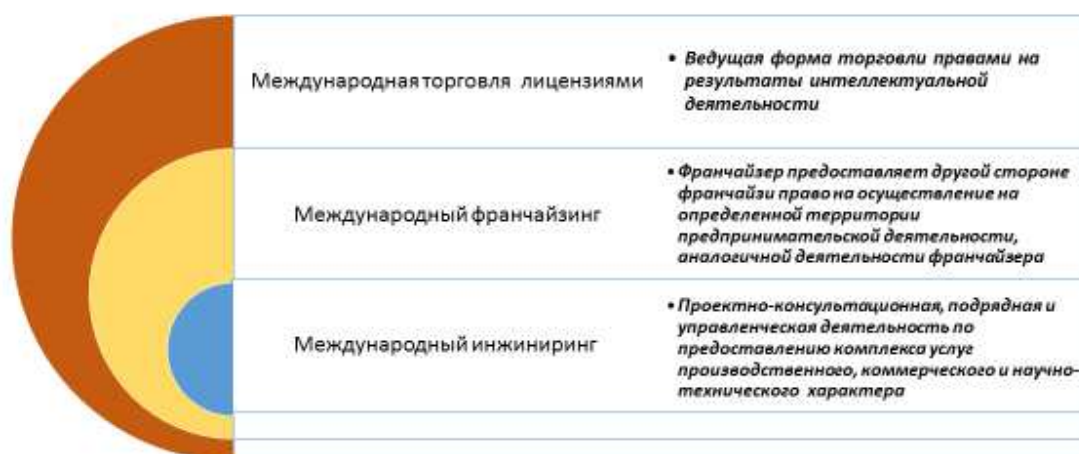 Международная торговля лицензиями
• Ведущая форма торговли правами на
результаты интеллектуальной
деятельности
Международный франчайзинг
• Франчайзер предоставляет другой стороне
франчайзи право на осуществление на
определенной территории
предпринимательской деятельности,
аналогичной деятельности франчайзера
Международный инжиниринг
• Проектно-консультационная, подрядная и
управленческая деятельность по
предоставлению комплекса услуг
производственного, коммерческого и научно-
технического характера